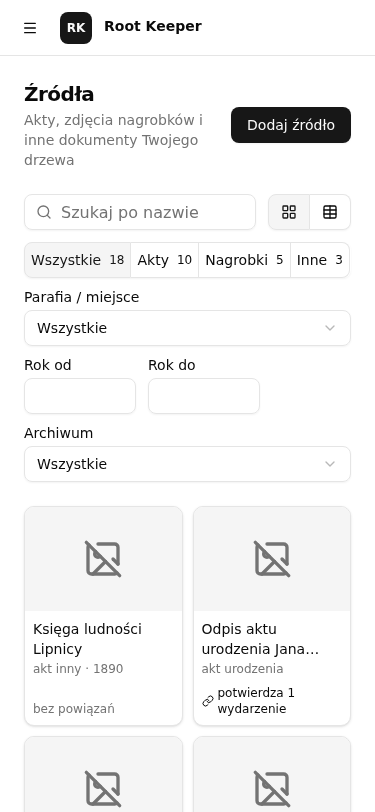 RK Root Keeper
Źródła
Akty, zdjęcia nagrobków i
inne dokumenty Twojego
drzewa
Dodaj źródło
Szukaj po nazwie
Wszystkie 18 Akty 10 Nagrobki 5 Inne 3
Parafia / miejsce
Wszystkie
Rok od Rok do
Archiwum
Wszystkie
Księga ludności
Lipnicy
akt inny · 1890
bez powiązań
Odpis aktu
urodzenia Jana…
akt urodzenia
potwierdza 1
wydarzenie